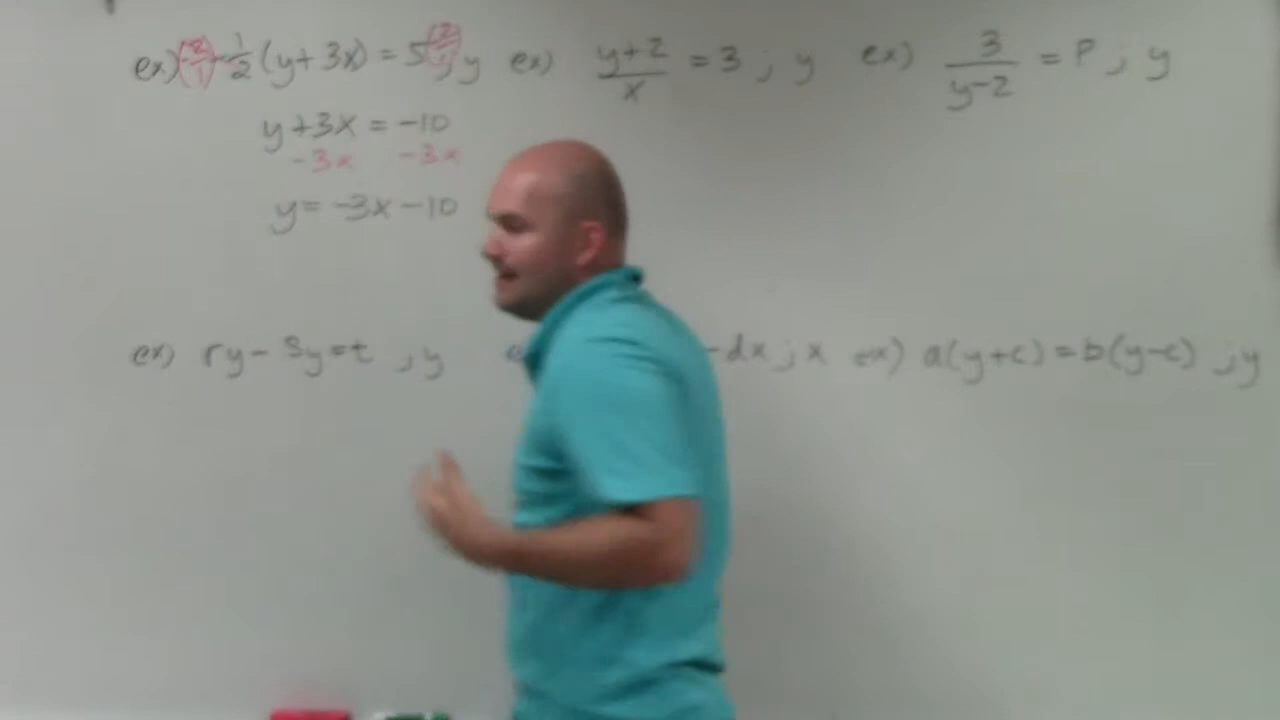 ex) (-2/1) -1/2 (y+3x) = 5 (-2/1) ; y
y+3x = -10
-3x -3x
y = -3x-10
ex) y+2/x = 3 ; y
ex) 3/y-2 = P ; y
ex) ry - sy = t , y
-dx ; x
ex) a(y+c) = b(y-c) ; y